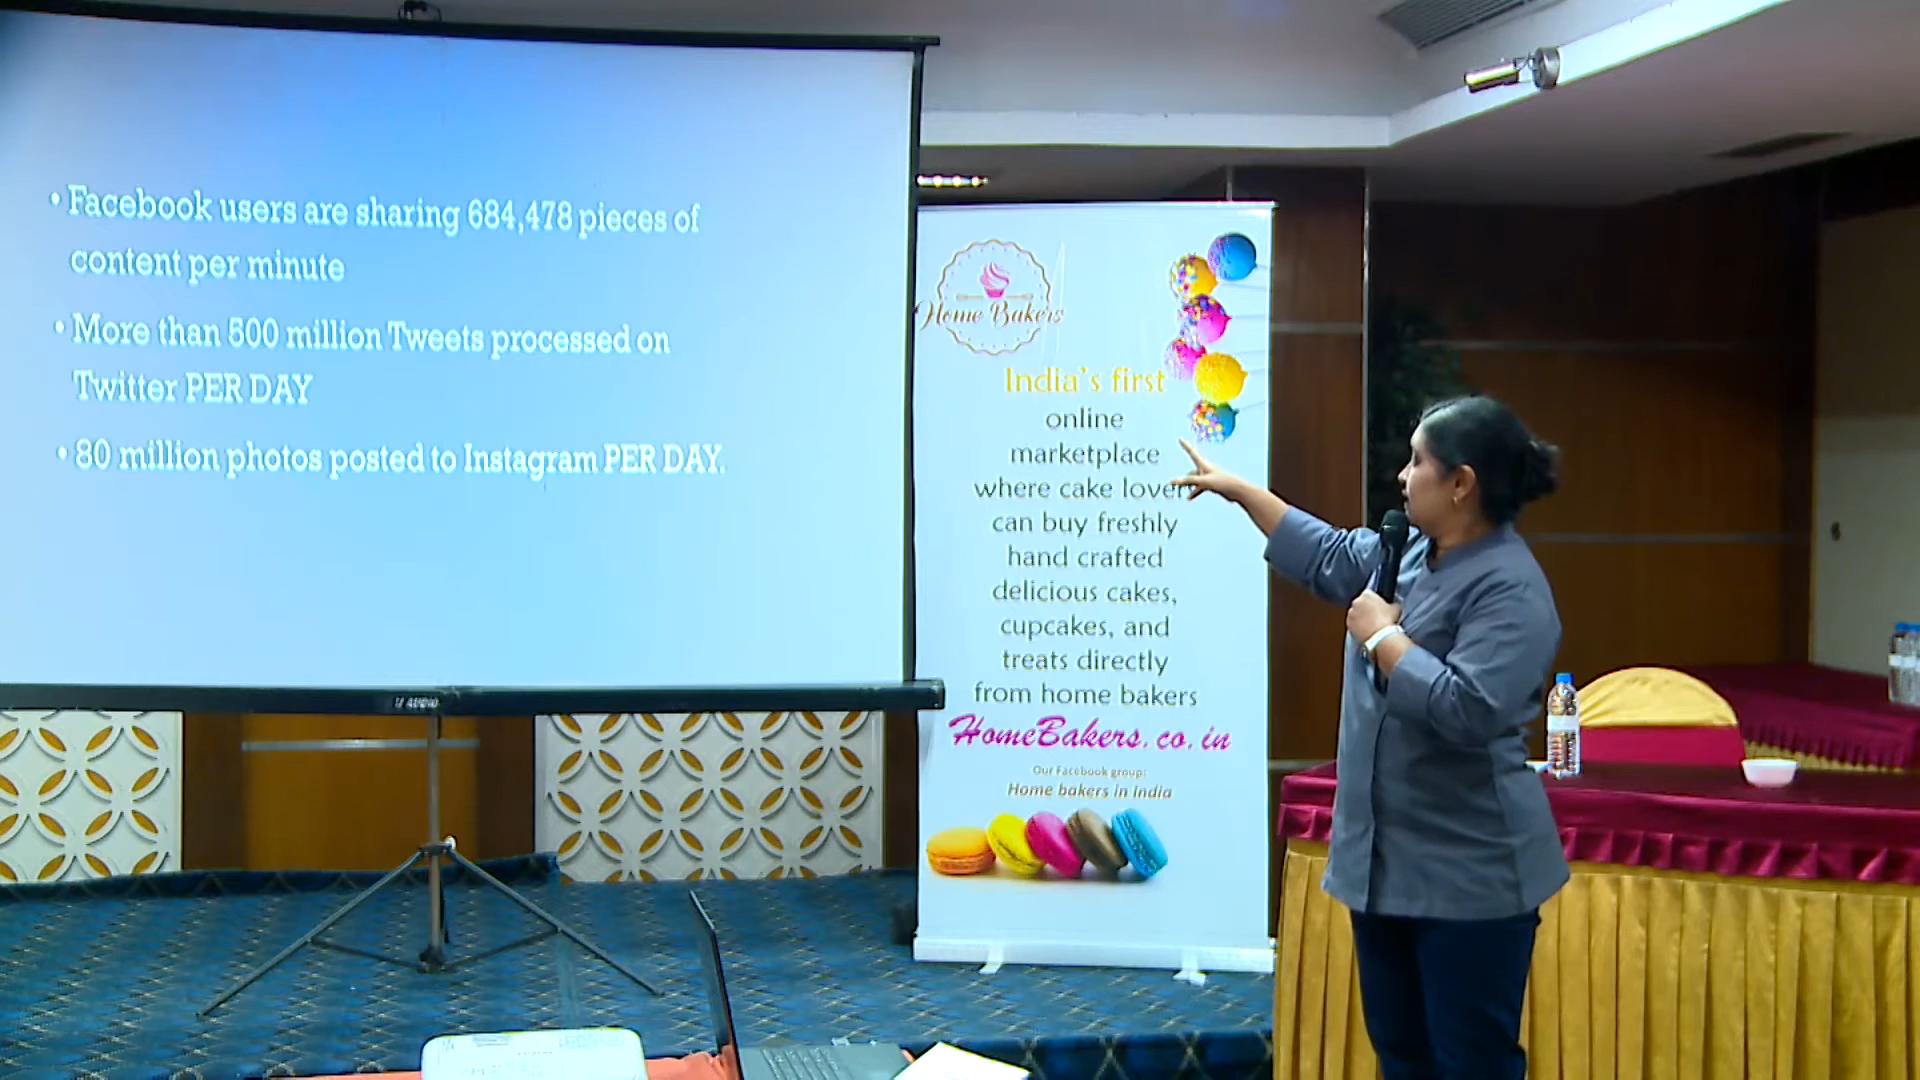 • Facebook users are sharing 684,478 pieces of
content per minute
• More than 500 million Tweets processed on
Twitter PER DAY
• 80 million photos posted to Instagram PER DAY.
Home Bakers
India's first
online
marketplace
where cake lovers
can buy freshly
hand crafted
delicious cakes,
cupcakes, and
treats directly
from home bakers
HomeBakers.co.in
Our Facebook group:
Home bakers in India